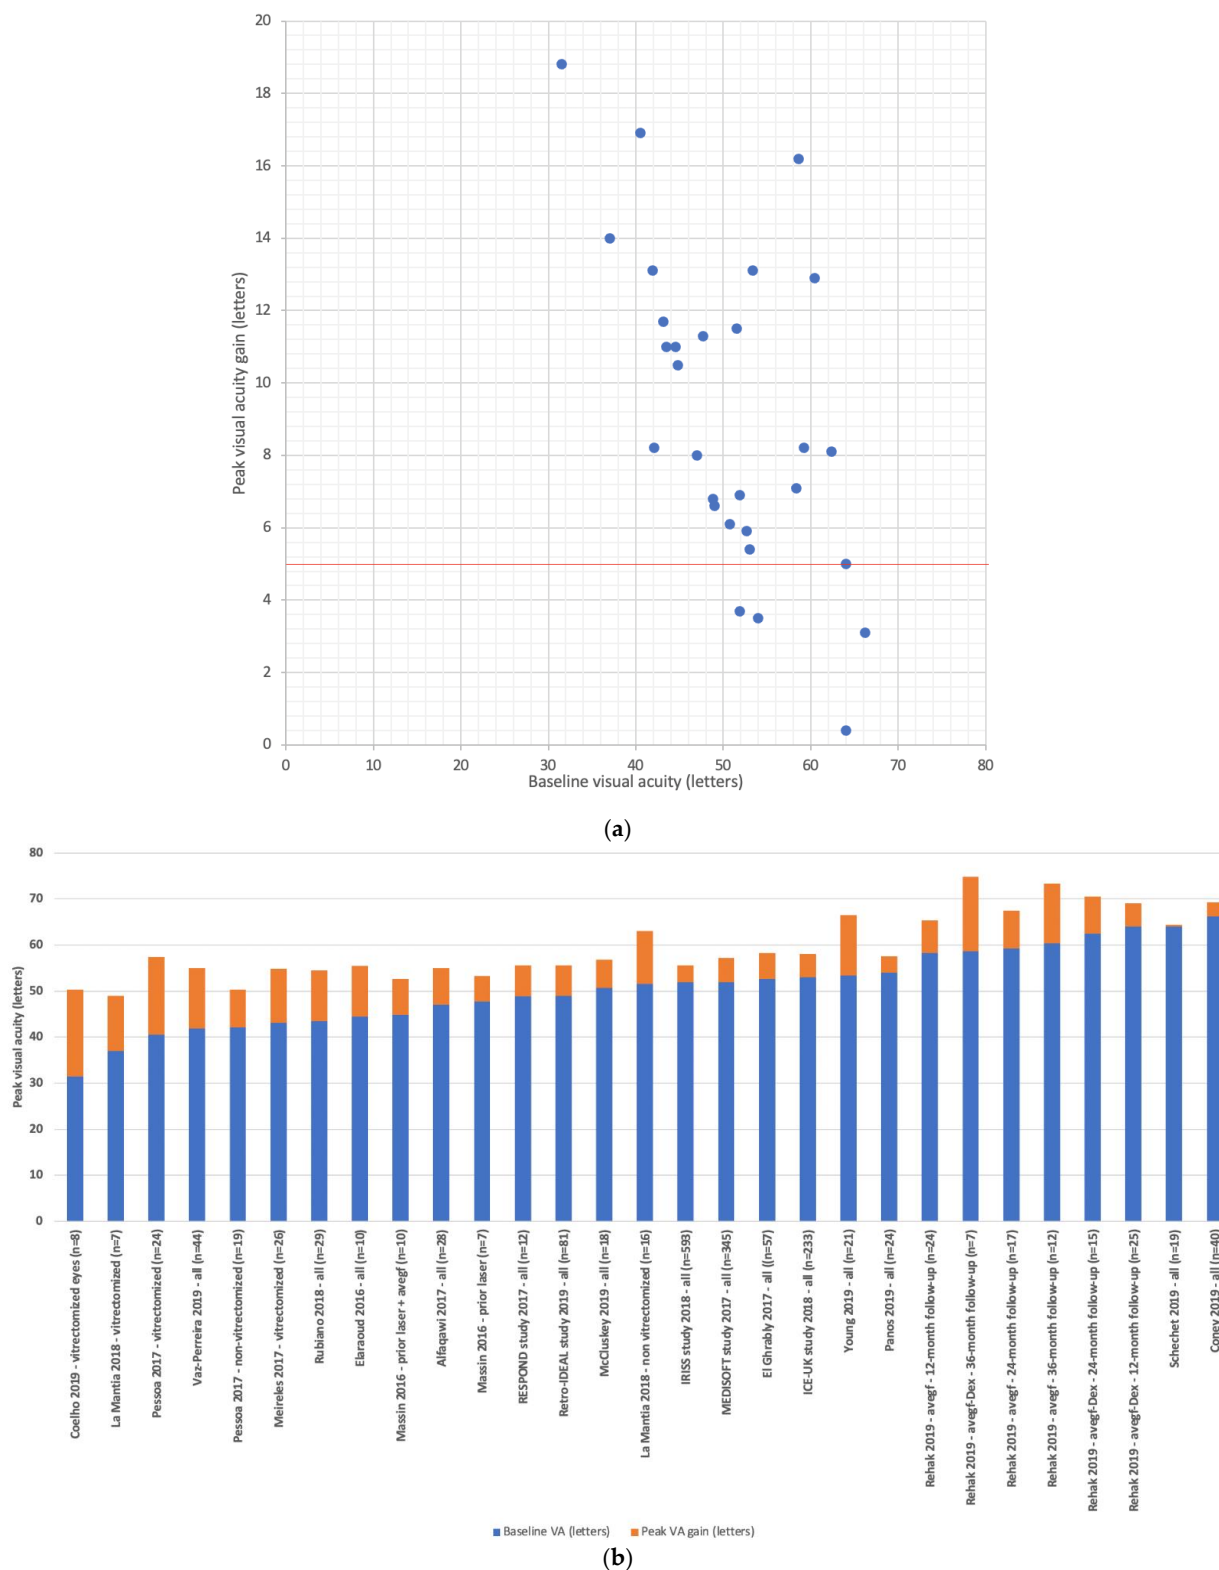 20
18
16
14
12
10
8
6
4
2
0
Peak visual acuity gain (letters)
0 10 20 30 40 50 60 70 80
Baseline visual acuity (letters)
(a)
80
70
60
50
40
30
20
10
0
Peak visual acuity (letters)
Coelho 2019 - vitrectomized eyes (n=8)
La Mantia 2018 - vitrectomized (n=7)
Pessoa 2017 - vitrectomized (n=24)
Vaz-Perreira 2019 - all (n=44)
Pessoa 2017 - non-vitrectomized (n=19)
Meireles 2017 - vitrectomized (n=26)
Rubiano 2018 - all (n=29)
Elaraoud 2016 - all (n=10)
Massin 2016 - prior laser + avegf (n=10)
Alfaqawi 2017 - all (n=28)
Massin 2016 - prior laser (n=7)
RESPOND study 2017 - all (n=12)
Retro-IDEAL study 2019 - all (n=81)
McCluskey 2019 - all (n=18)
La Mantia 2018 - non vitrectomized (n=16)
IRISS study 2018 - all (n=593)
MEDISOFT study 2017 - all (n=345)
El Ghrably 2017 - all ((n=57)
ICE-UK study 2018 - all (n=233)
Young 2019 - all (n=21)
Panos 2019 - all (n=24)
Rehak 2019 - avegf - 12-month follow-up (n=24)
Rehak 2019 - avegf-Dex - 36-month follow-up (n=7)
Rehak 2019 - avegf - 24-month follow-up (n=17)
Rehak 2019 - avegf - 36-month follow-up (n=12)
Rehak 2019 - avegf-Dex - 24-month follow-up (n=15)
Rehak 2019 - avegf-Dex - 12-month follow-up (n=25)
Schechet 2019 - all (n=19)
Coney 2019 - all (n=40)
Baseline VA (letters) Peak VA gain (letters)
(b)